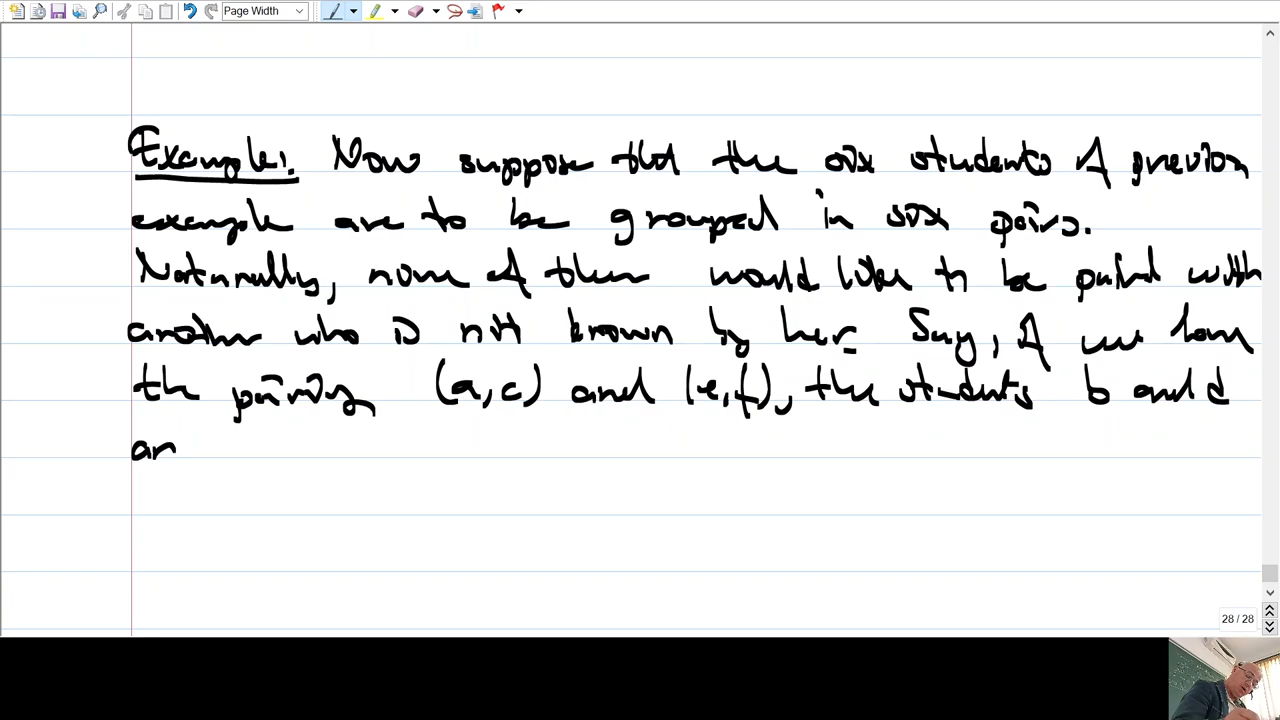 Page Width
Example: Now suppose that the six students of previous
example are to be grouped in six pairs.
Naturally, none of them would like to be paired with
another who is not known by her. Say, if we have
the pairing (a,c) and (e,f), the students b and d
are
28 / 28